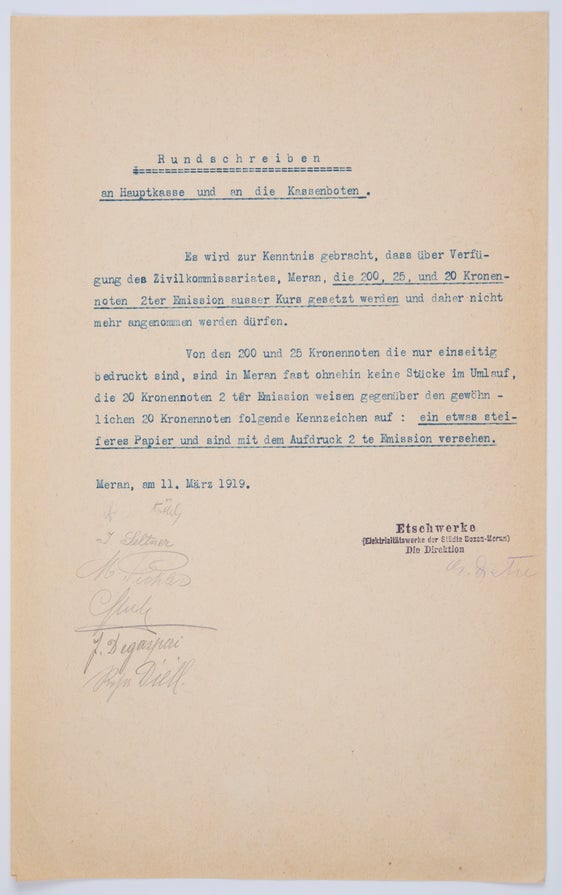 Rundschreiben
an Hauptkasse und an die Kassenboten .
Es wird zur Kenntnis gebracht, dass über Verfü-
gung des Zivilkommissariates, Meran, die 200, 25, und 20 Kronen-
noten 2ter Emission ausser Kurs gesetzt werden und daher nicht
mehr angenommen werden dürfen.
Von den 200 und 25 Kronennoten die nur einseitig
bedruckt sind, sind in Meran fast ohnehin keine Stücke im Umlauf,
die 20 Kronennoten 2 ter Emission weisen gegenüber den gewöhn -
lichen 20 Kronennoten folgende Kennzeichen auf : ein etwas stei-
feres Papier und sind mit dem Aufdruck 2 te Emission versehen.
Meran, am 11. März 1919.
Etschwerke
(Elektrizitätswerke der Städte Bozen-Meran)
Die Direktion
J. Degaspari